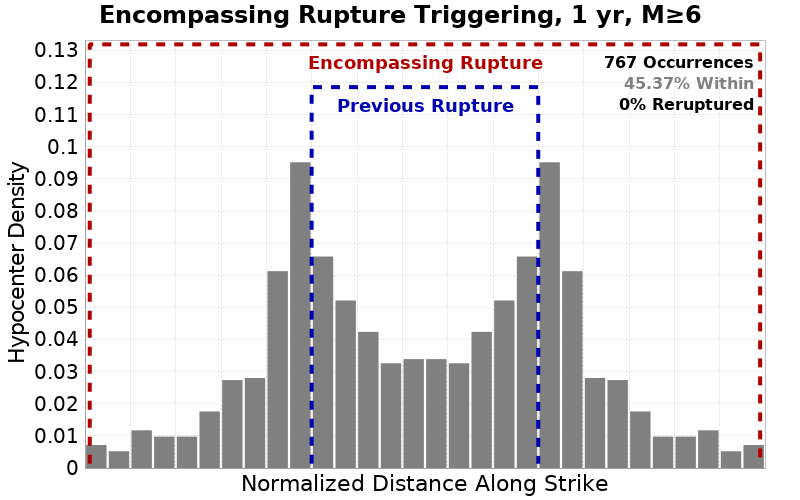 Encompassing Rupture Triggering, 1 yr, M≥6
0.13
0.12
0.11
0.1
0.09
0.08
0.07
0.06
0.05
0.04
0.03
0.02
0.01
0
Hypocenter Density
Encompassing Rupture
Previous Rupture
767 Occurrences
45.37% Within
0% Reruptured
Normalized Distance Along Strike